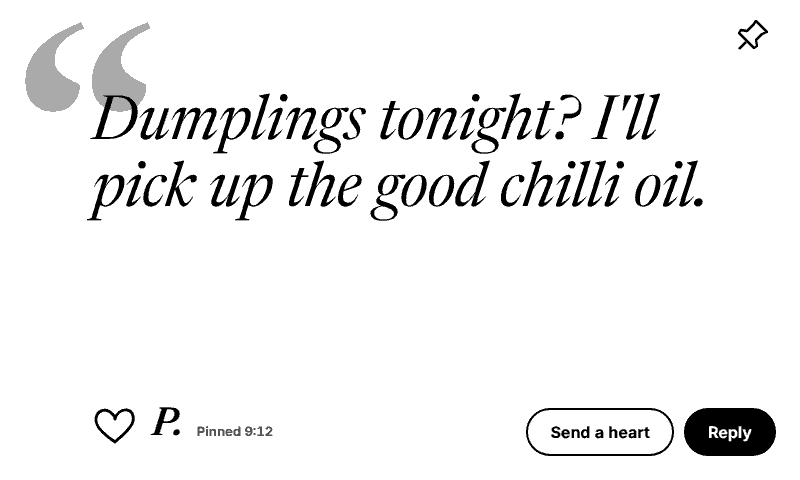 “
Dumplings tonight? I'll
pick up the good chilli oil.
P. Pinned 9:12
Send a heart
Reply